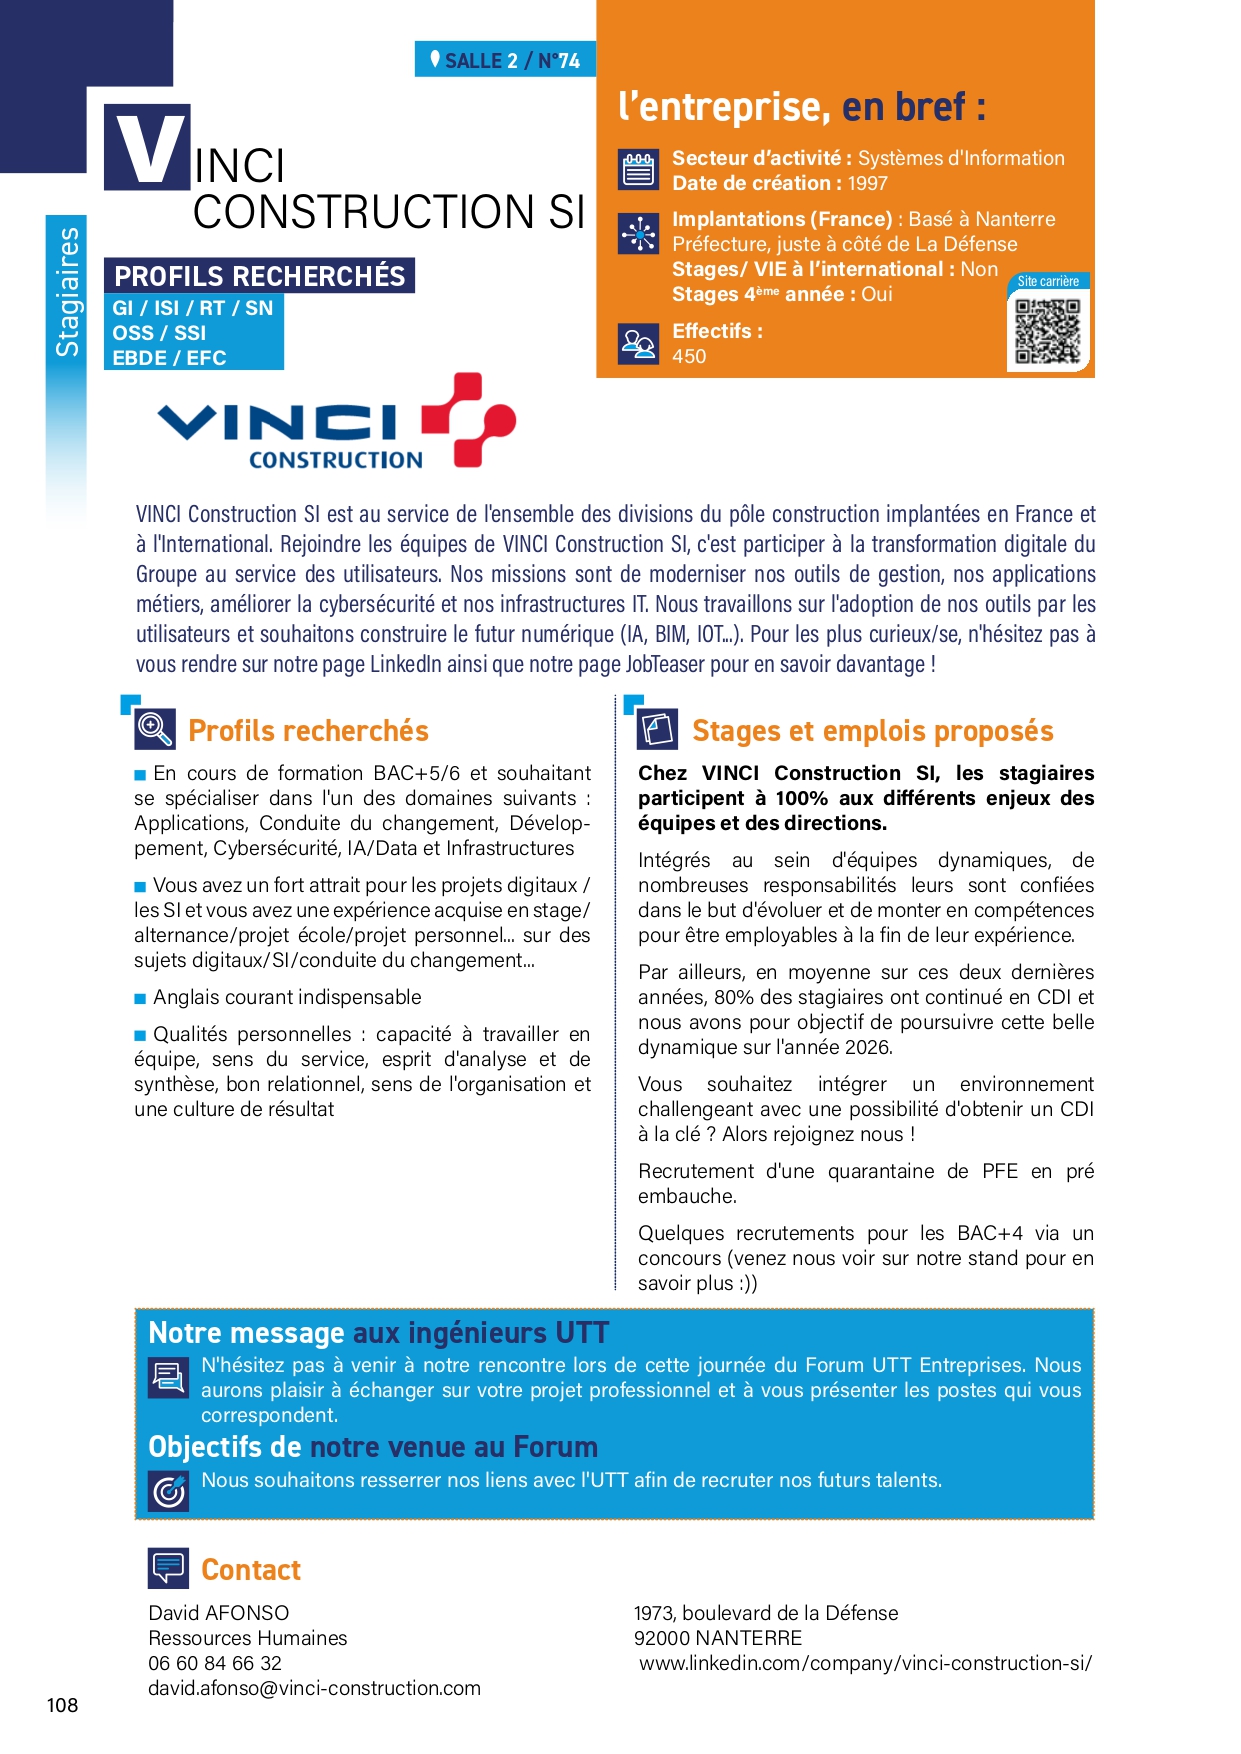 SALLE 2 / N°74
VINCI
CONSTRUCTION SI
Stagiaires
PROFILS RECHERCHÉS
GI / ISI / RT / SN
OSS / SSI
EBDE / EFC
l'entreprise, en bref :
Secteur d'activité : Systèmes d'Information
Date de création : 1997
Implantations (France) : Basé à Nanterre
Préfecture, juste à côté de La Défense
Stages/ VIE à l'international : Non
Stages 4ème année : Oui
Effectifs :
450
Site carrière
VINCI
CONSTRUCTION
VINCI Construction SI est au service de l'ensemble des divisions du pôle construction implantées en France et
à l'International. Rejoindre les équipes de VINCI Construction SI, c'est participer à la transformation digitale du
Groupe au service des utilisateurs. Nos missions sont de moderniser nos outils de gestion, nos applications
métiers, améliorer la cybersécurité et nos infrastructures IT. Nous travaillons sur l'adoption de nos outils par les
utilisateurs et souhaitons construire le futur numérique (IA, BIM, IOT...). Pour les plus curieux/se, n'hésitez pas à
vous rendre sur notre page LinkedIn ainsi que notre page JobTeaser pour en savoir davantage !
Profils recherchés
En cours de formation BAC+5/6 et souhaitant
se spécialiser dans l'un des domaines suivants :
Applications, Conduite du changement, Dévelop-
pement, Cybersécurité, IA/Data et Infrastructures
Vous avez un fort attrait pour les projets digitaux /
les SI et vous avez une expérience acquise en stage/
alternance/projet école/projet personnel... sur des
sujets digitaux/SI/conduite du changement...
Anglais courant indispensable
Qualités personnelles : capacité à travailler en
équipe, sens du service, esprit d'analyse et de
synthèse, bon relationnel, sens de l'organisation et
une culture de résultat
Stages et emplois proposés
Chez VINCI Construction SI, les stagiaires
participent à 100% aux différents enjeux des
équipes et des directions.
Intégrés au sein d'équipes dynamiques, de
nombreuses responsabilités leurs sont confiées
dans le but d'évoluer et de monter en compétences
pour être employables à la fin de leur expérience.
Par ailleurs, en moyenne sur ces deux dernières
années, 80% des stagiaires ont continué en CDI et
nous avons pour objectif de poursuivre cette belle
dynamique sur l'année 2026.
Vous souhaitez intégrer un environnement
challengeant avec une possibilité d'obtenir un CDI
à la clé ? Alors rejoignez nous !
Recrutement d'une quarantaine de PFE en pré
embauche.
Quelques recrutements pour les BAC+4 via un
concours (venez nous voir sur notre stand pour en
savoir plus :))
Notre message aux ingénieurs UTT
N'hésitez pas à venir à notre rencontre lors de cette journée du Forum UTT Entreprises. Nous
aurons plaisir à échanger sur votre projet professionnel et à vous présenter les postes qui vous
correspondent.
Objectifs de notre venue au Forum
Nous souhaitons resserrer nos liens avec l'UTT afin de recruter nos futurs talents.
Contact
David AFONSO
Ressources Humaines
06 60 84 66 32
david.afonso@vinci-construction.com
1973, boulevard de la Défense
92000 NANTERRE
www.linkedin.com/company/vinci-construction-si/
108